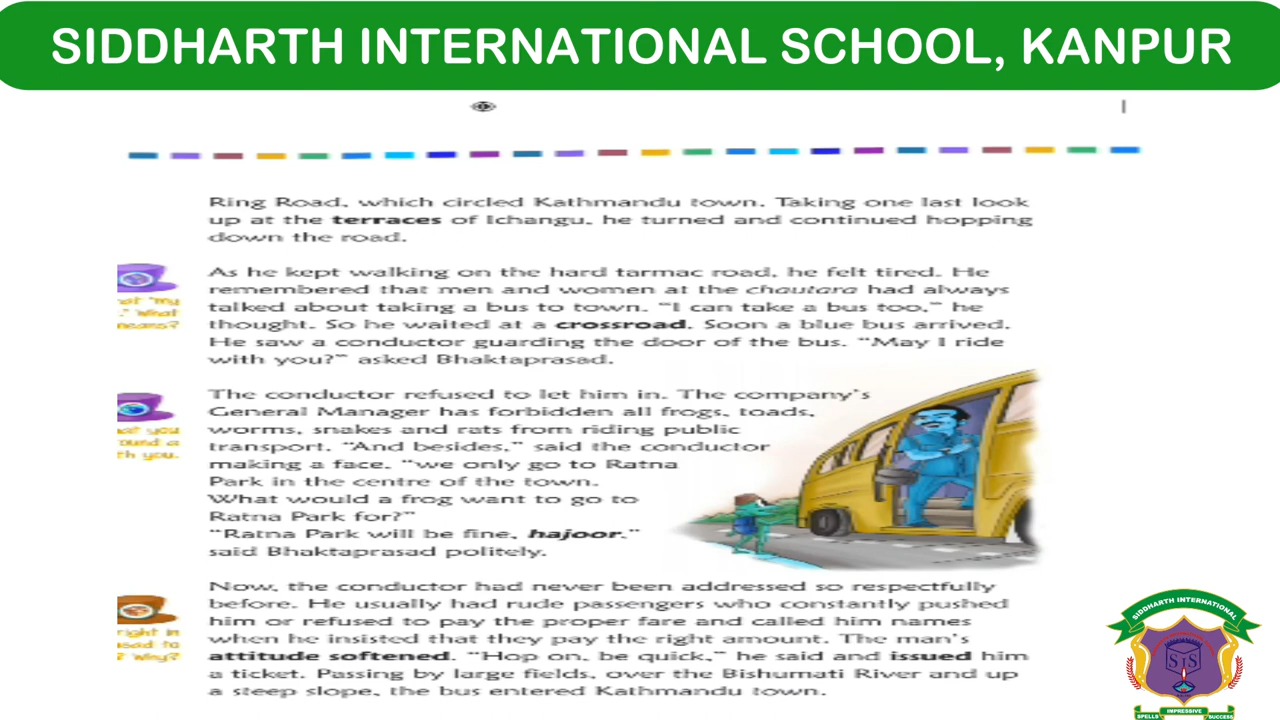 SIDDHARTH INTERNATIONAL SCHOOL, KANPUR
Ring Road, which circled Kathmandu town. Taking one last look
up at the terraces of Ichangu, he turned and continued hopping
down the road.
As he kept walking on the hard tarmac road, he felt tired. He
remembered that men and women at the chautara had always
talked about taking a bus to town. “I can take a bus too,” he
thought. So he waited at a crossroad. Soon a blue bus arrived.
He saw a conductor guarding the door of the bus. “May I ride
with you?” asked Bhaktaprasad.
"my
." What
means?
The conductor refused to let him in. The company’s
General Manager has forbidden all frogs, toads,
worms, snakes and rats from riding public
transport. “And besides,” said the conductor
making a face, “we only go to Ratna
Park in the centre of the town.
What would a frog want to go to
Ratna Park for?”
“Ratna Park will be fine, hajoor,”
said Bhaktaprasad politely.
you
ound a
th you.
Now, the conductor had never been addressed so respectfully
before. He usually had rude passengers who constantly pushed
him or refused to pay the proper fare and called him names
when he insisted that they pay the right amount. The man’s
attitude softened. “Hop on, be quick,” he said and issued him
a ticket. Passing by large fields, over the Bishumati River and up
a steep slope, the bus entered Kathmandu town.
right in
to
? Why?
SIDDHARTH INTERNATIONAL
SIS
SPELLS IMPRESSIVE SUCCESS